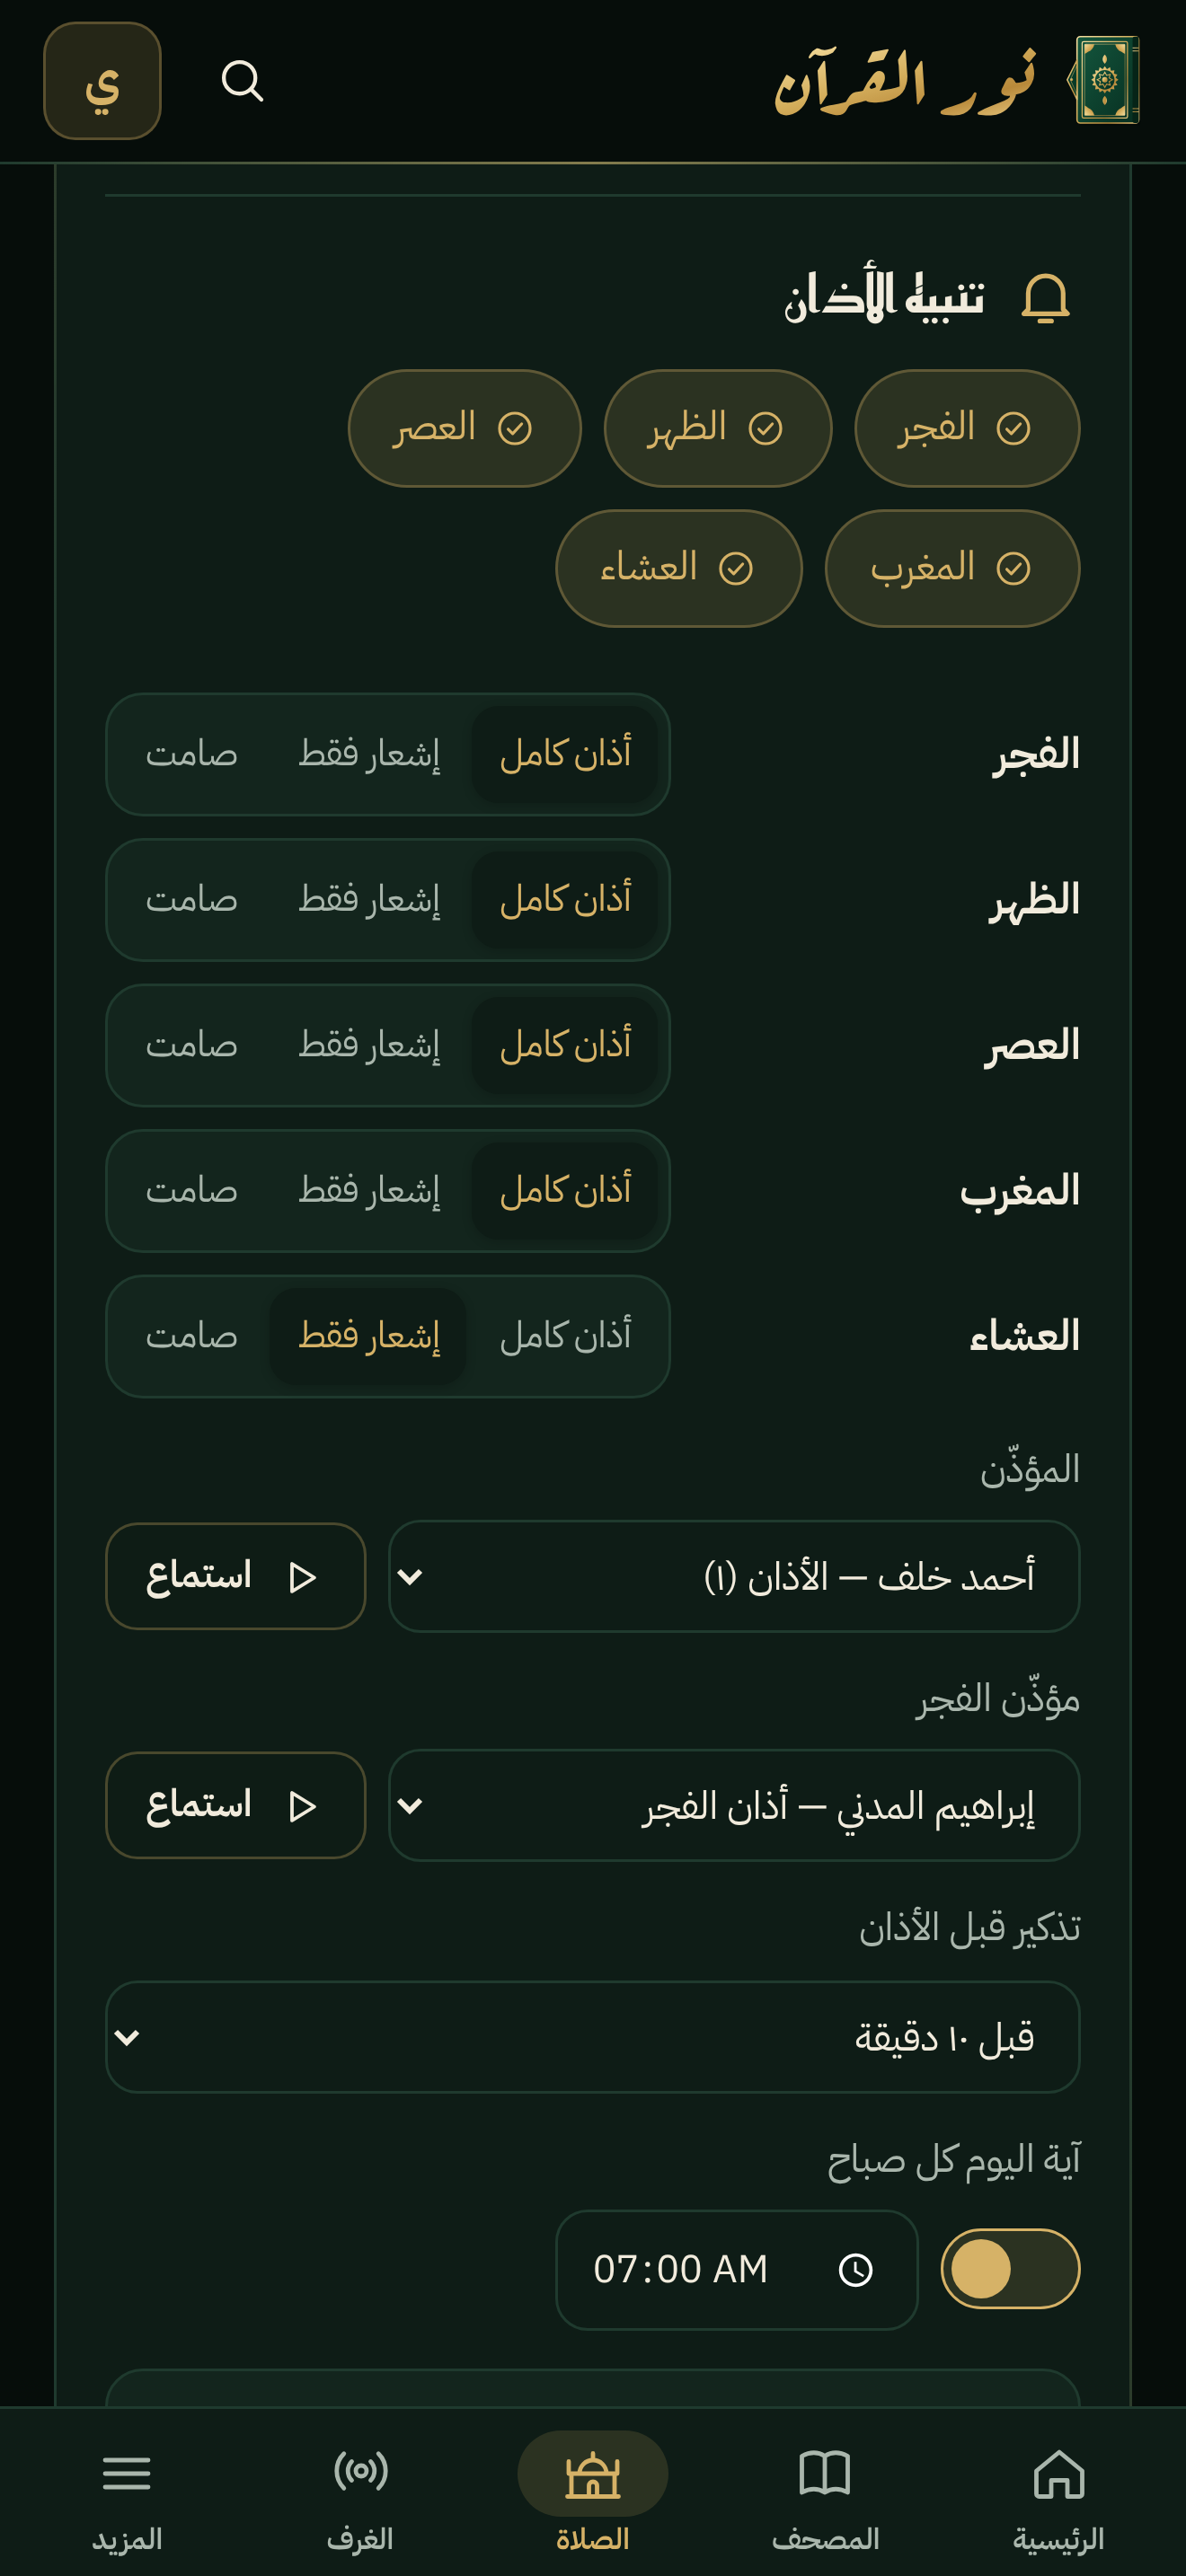 نور القرآن
ي
تنبيه الأذان
الفجر الظهر العصر
المغرب العشاء
الفجر أذان كامل إشعار فقط صامت
الظهر أذان كامل إشعار فقط صامت
العصر أذان كامل إشعار فقط صامت
المغرب أذان كامل إشعار فقط صامت
العشاء أذان كامل إشعار فقط صامت
المؤذّن
أحمد خلف — الأذان (١) استماع
مؤذّن الفجر
إبراهيم المدني — أذان الفجر استماع
تذكير قبل الأذان
قبل ١٠ دقيقة
آية اليوم كل صباح
07:00 AM
الرئيسية المصحف الصلاة الغرف المزيد